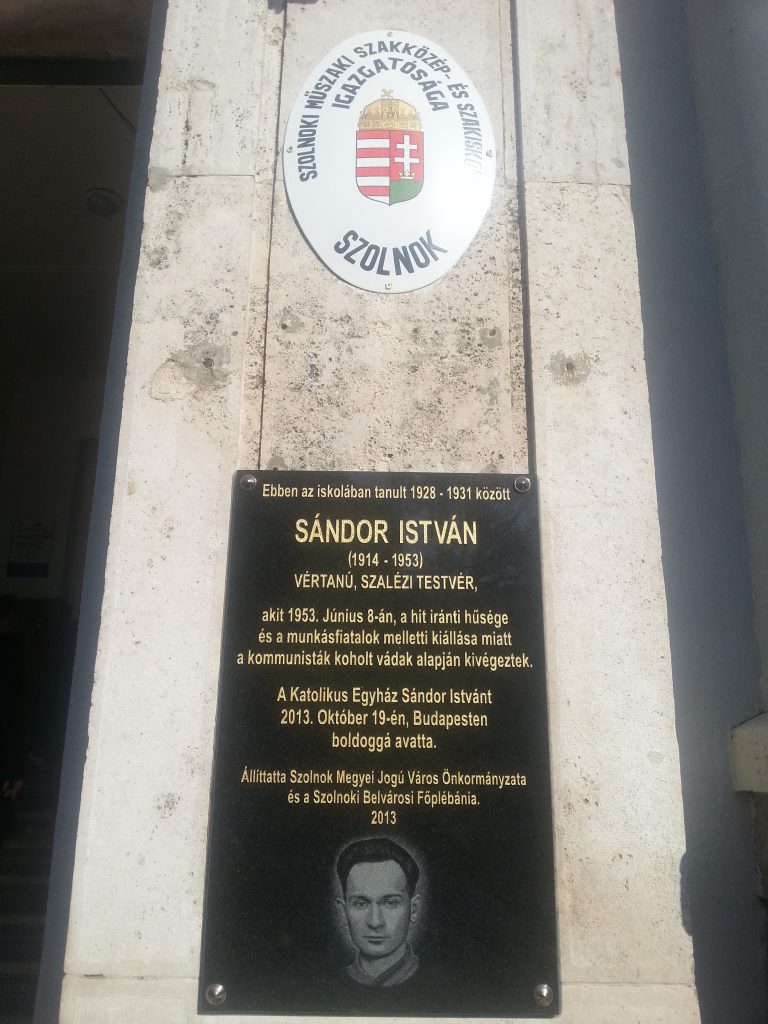 SZOLNOKI MŰSZAKI SZAKKÖZÉP- ÉS SZAKISKOLA
IGAZGATÓSÁGA
SZOLNOK
Ebben az iskolában tanult 1928 - 1931 között
SÁNDOR ISTVÁN
(1914 - 1953)
VÉRTANÚ, SZALÉZI TESTVÉR,
akit 1953. Június 8-án, a hit iránti hűsége
és a munkásfiatalok melletti kiállása miatt
a kommunisták koholt vádak alapján kivégeztek.
A Katolikus Egyház Sándor Istvánt
2013. Október 19-én, Budapesten
boldoggá avatta.
Állíttatta Szolnok Megyei Jogú Város Önkormányzata
és a Szolnoki Belvárosi Főplébánia.
2013